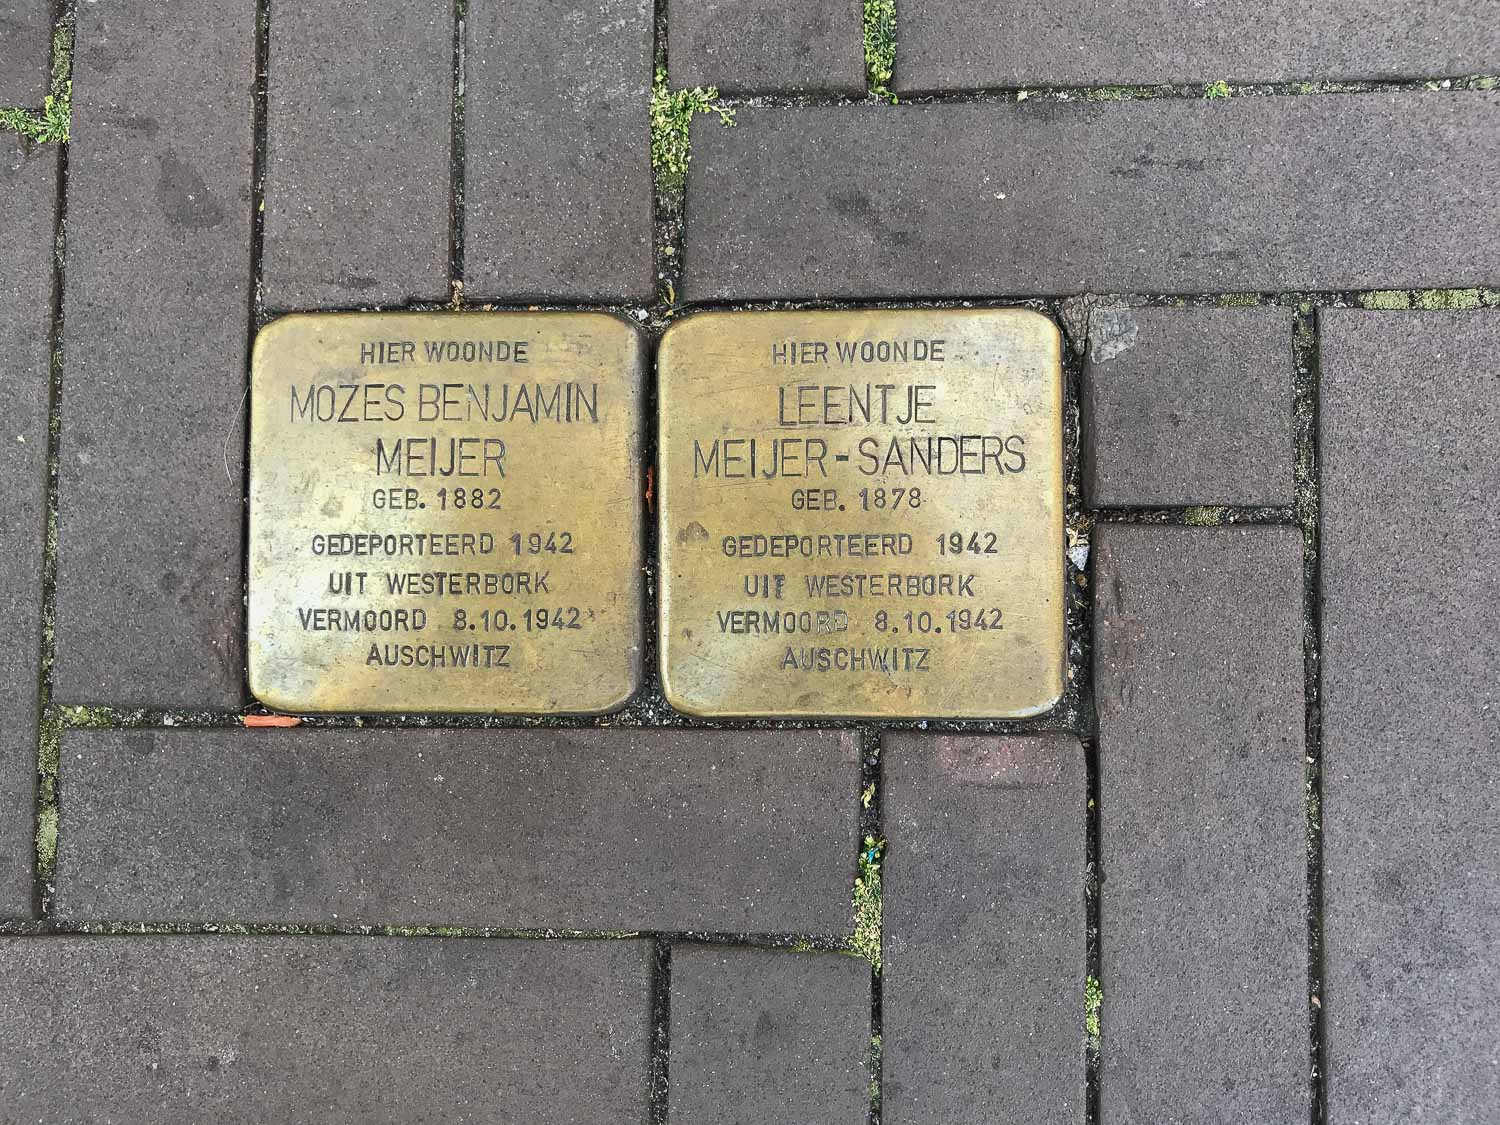 HIER WOONDE
MOZES BENJAMIN
MEIJER
GEB. 1882
GEDEPORTEERD 1942
UIT WESTERBORK
VERMOORD 8.10.1942
AUSCHWITZ
HIER WOONDE
LEENTJE
MEIJER-SANDERS
GEB. 1878
GEDEPORTEERD 1942
UIT WESTERBORK
VERMOORD 8.10.1942
AUSCHWITZ